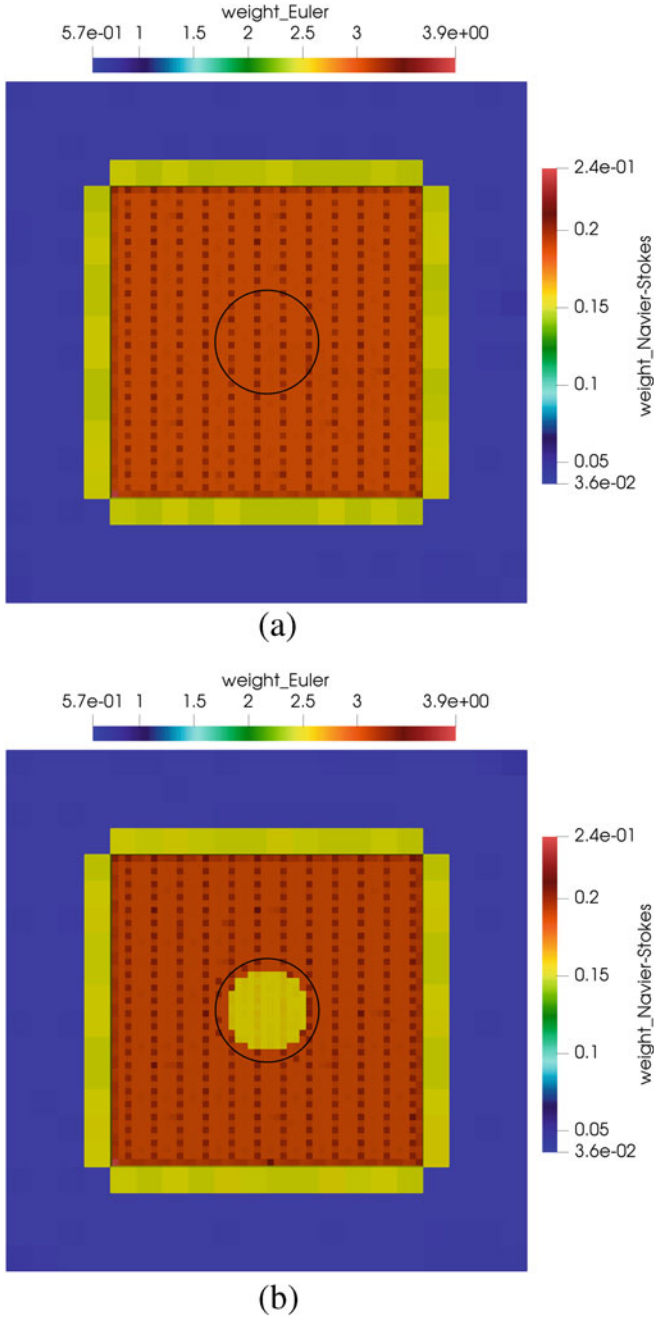 weight_Euler
5.7e-01 1 1.5 2 2.5 3 3.9e+00
2.4e-01
0.2
0.15
0.1
0.05
3.6e-02
weight_Navier-Stokes
(a)
weight_Euler
5.7e-01 1 1.5 2 2.5 3 3.9e+00
2.4e-01
0.2
0.15
0.1
0.05
3.6e-02
weight_Navier-Stokes
(b)